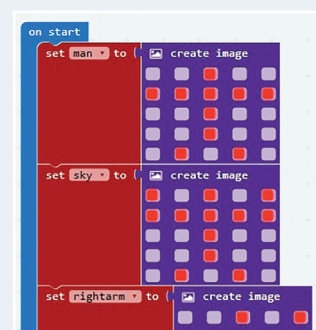 on start
set man to create image
set sky to create image
set rightarm to create image